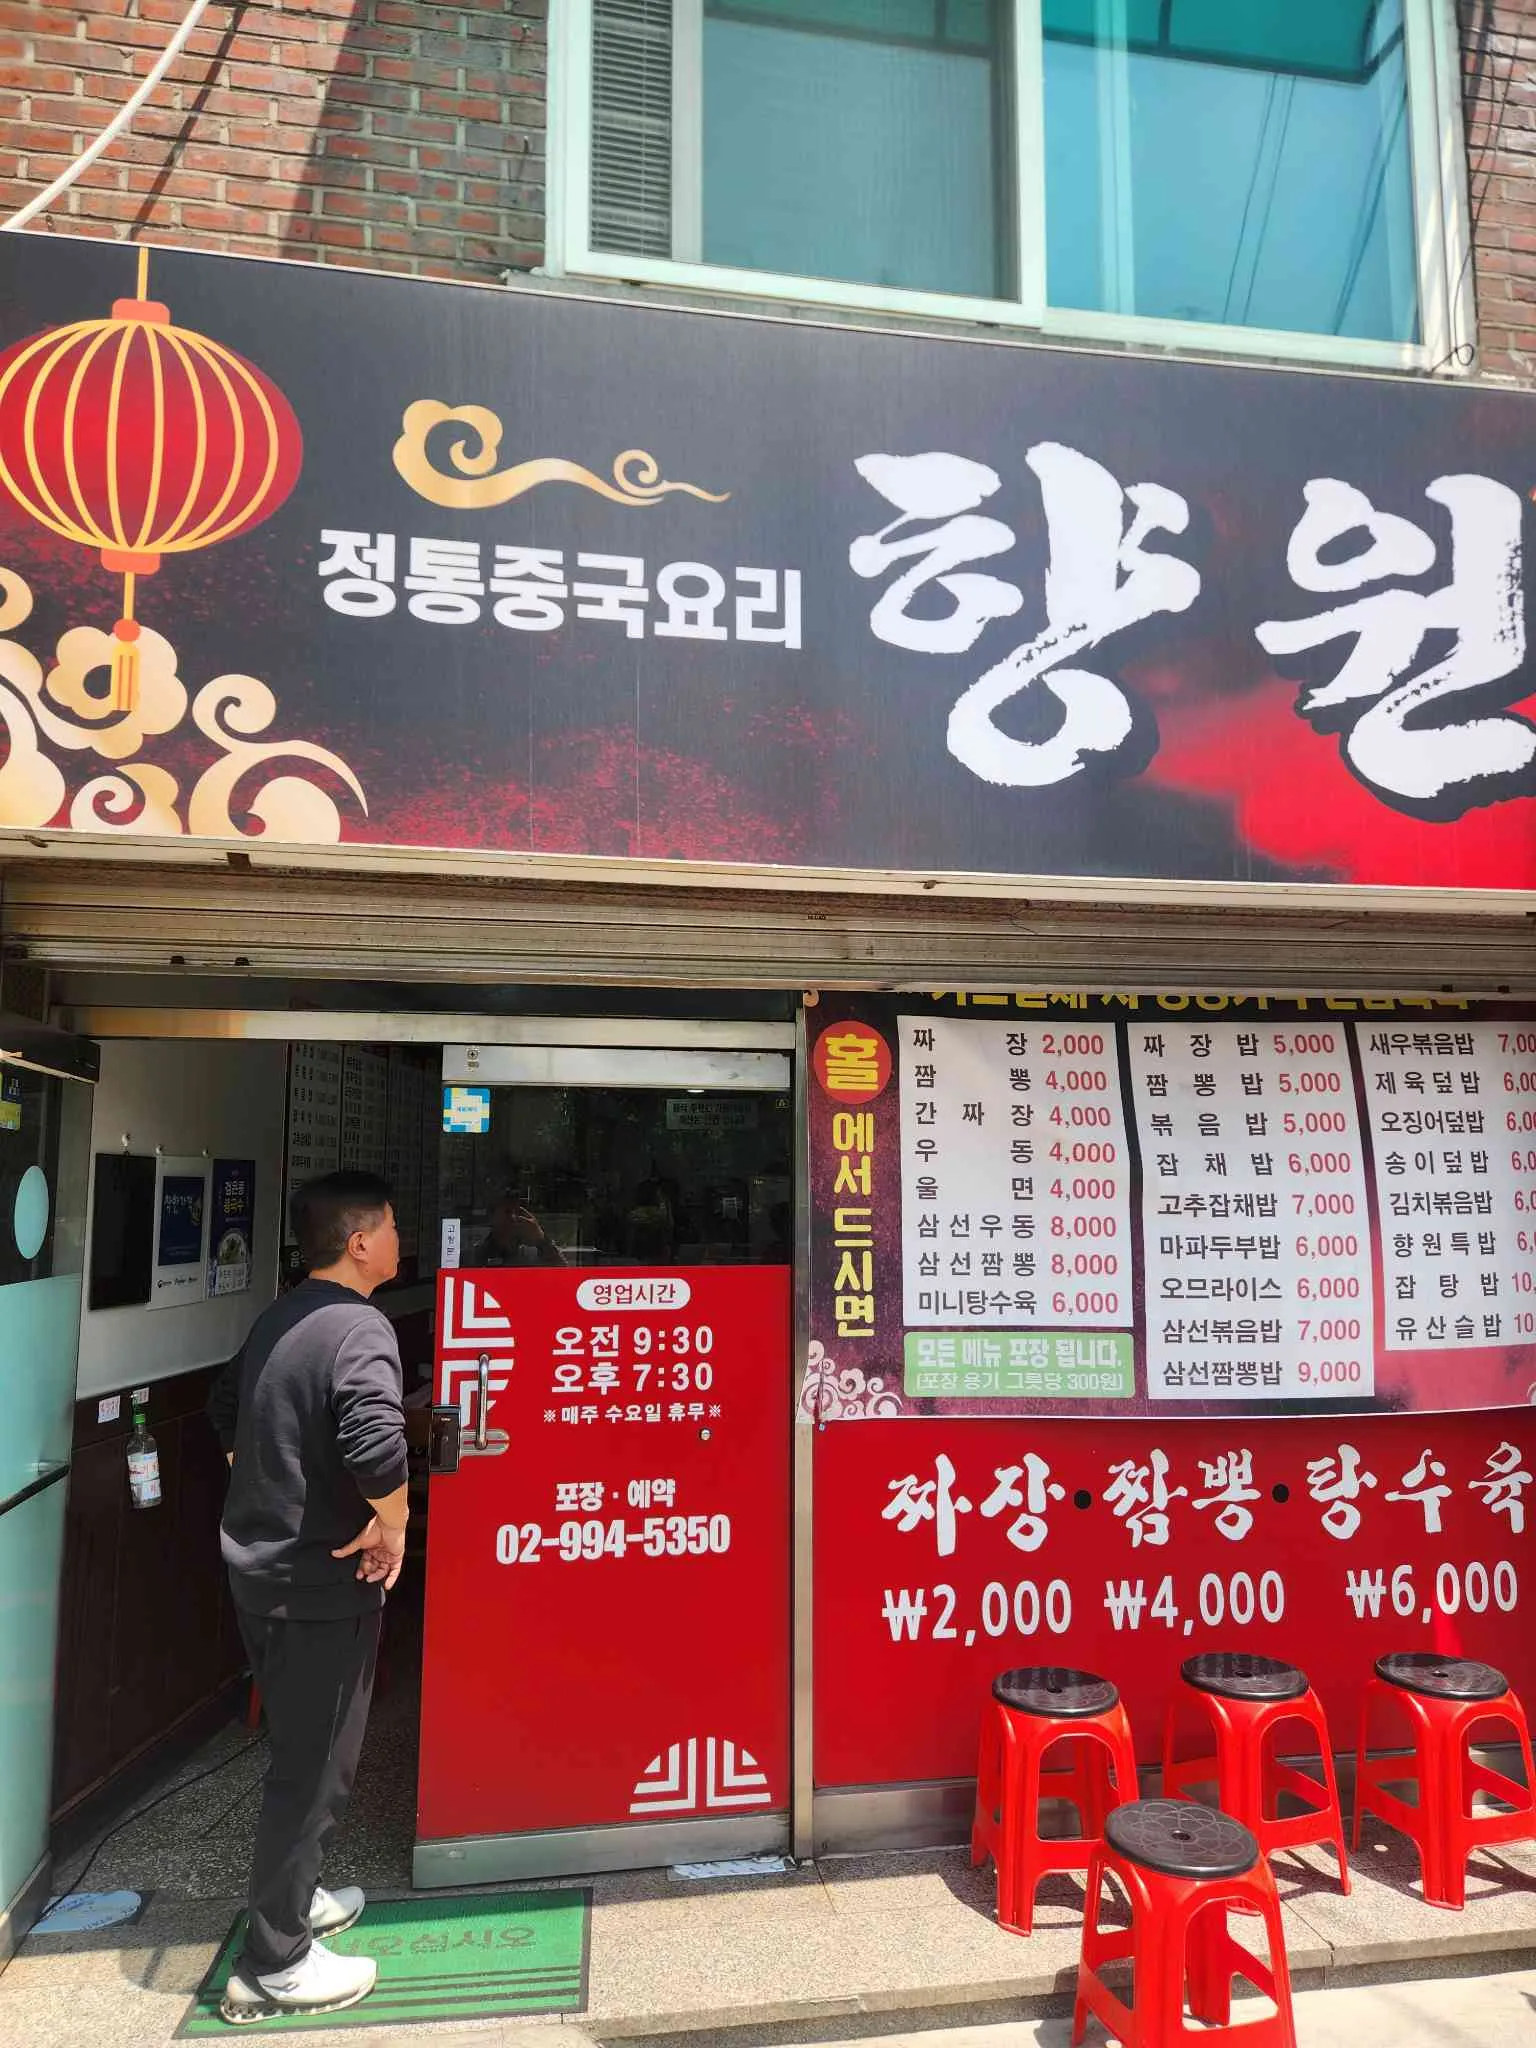 정통중국요리
향원
홀에서 드시면
짜장 2,000
짬뽕 4,000
간짜장 4,000
우동 4,000
울면 4,000
삼선우동 8,000
삼선짬뽕 8,000
미니탕수육 6,000
모든 메뉴 포장 됩니다.
(포장 용기 그릇당 300원)
짜장밥 5,000
짬뽕밥 5,000
볶음밥 5,000
잡채밥 6,000
고추잡채밥 7,000
마파두부밥 6,000
오므라이스 6,000
삼선볶음밥 7,000
삼선짬뽕밥 9,000
새우볶음밥
제육덮밥
오징어덮밥
송이덮밥
김치볶음밥
향원특밥
잡탕밥
유산슬밥
영업시간
오전 9:30
오후 7:30
※매주 수요일 휴무※
포장·예약
02-994-5350
짜장·짬뽕·탕수육
₩2,000 ₩4,000 ₩6,000
착한가격
검은콩
콩국수